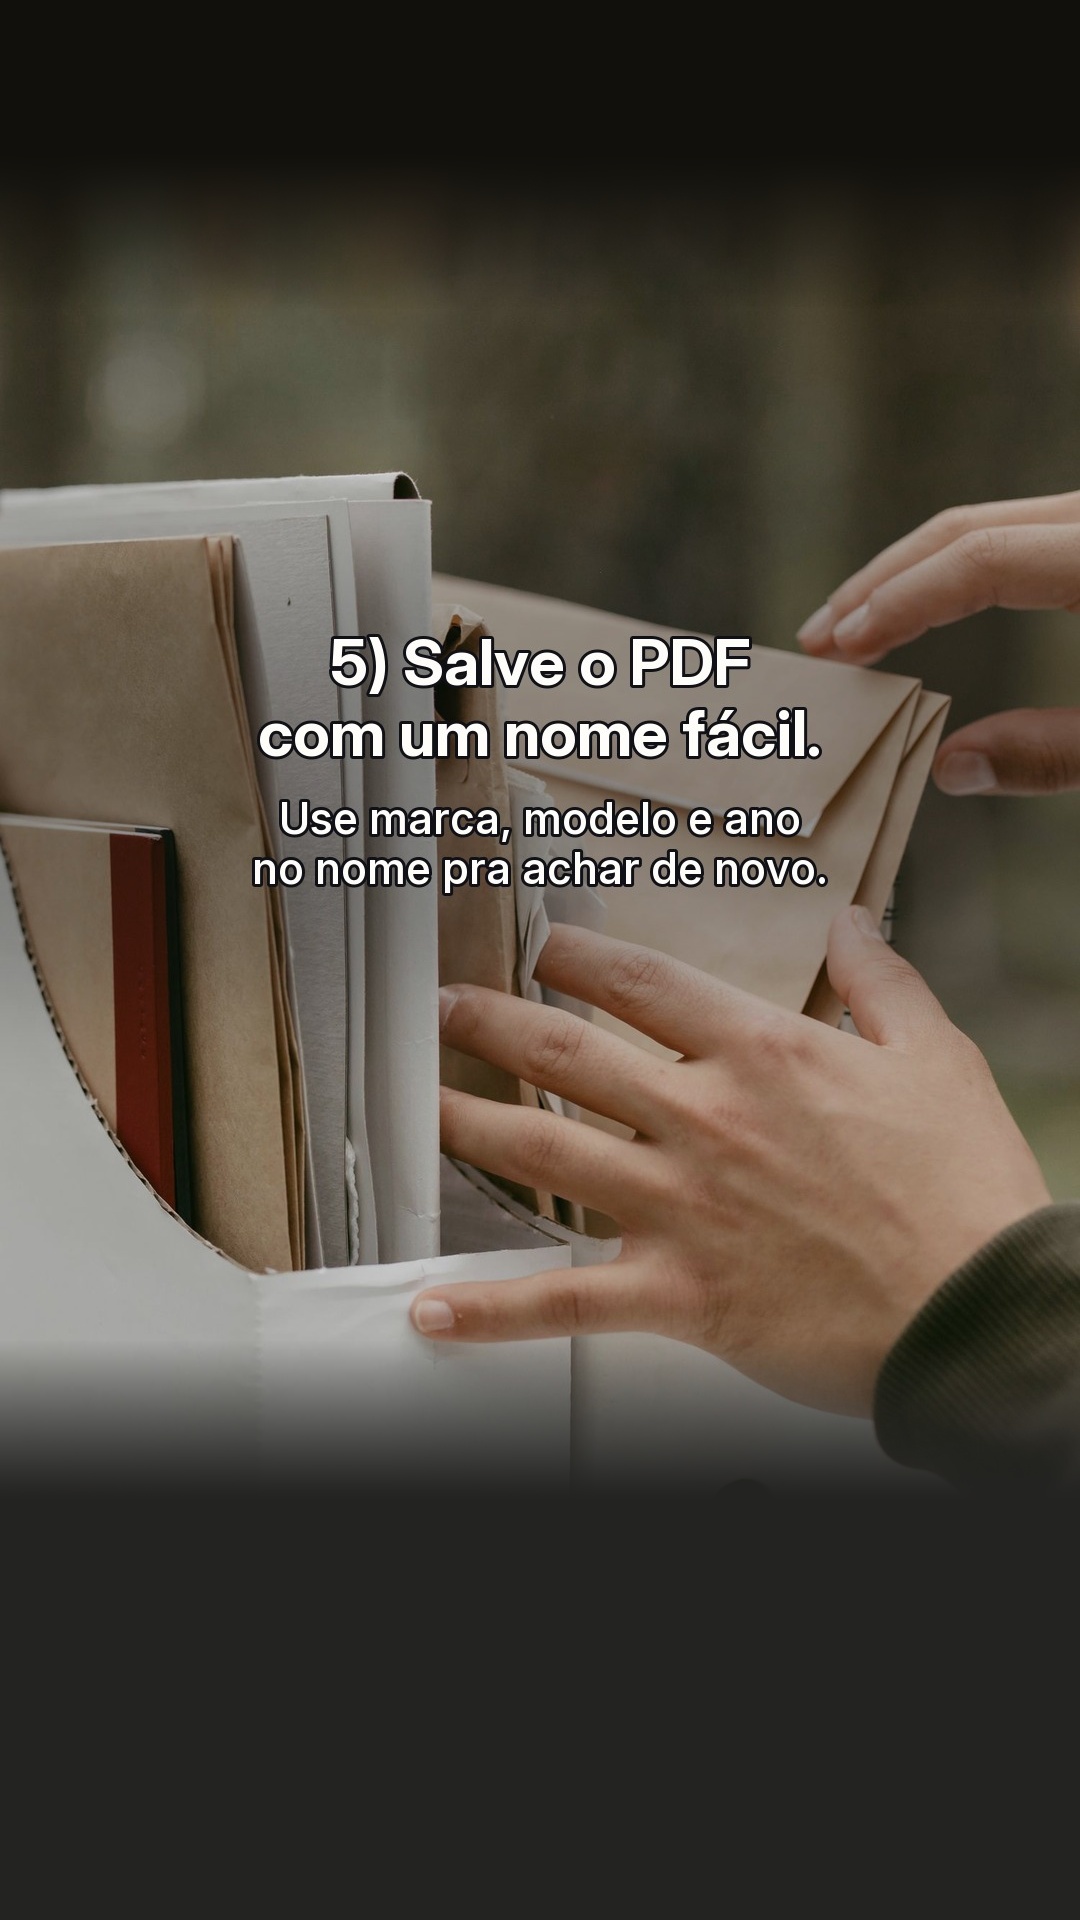 5) Salve o PDF
com um nome fácil.
Use marca, modelo e ano
no nome pra achar de novo.